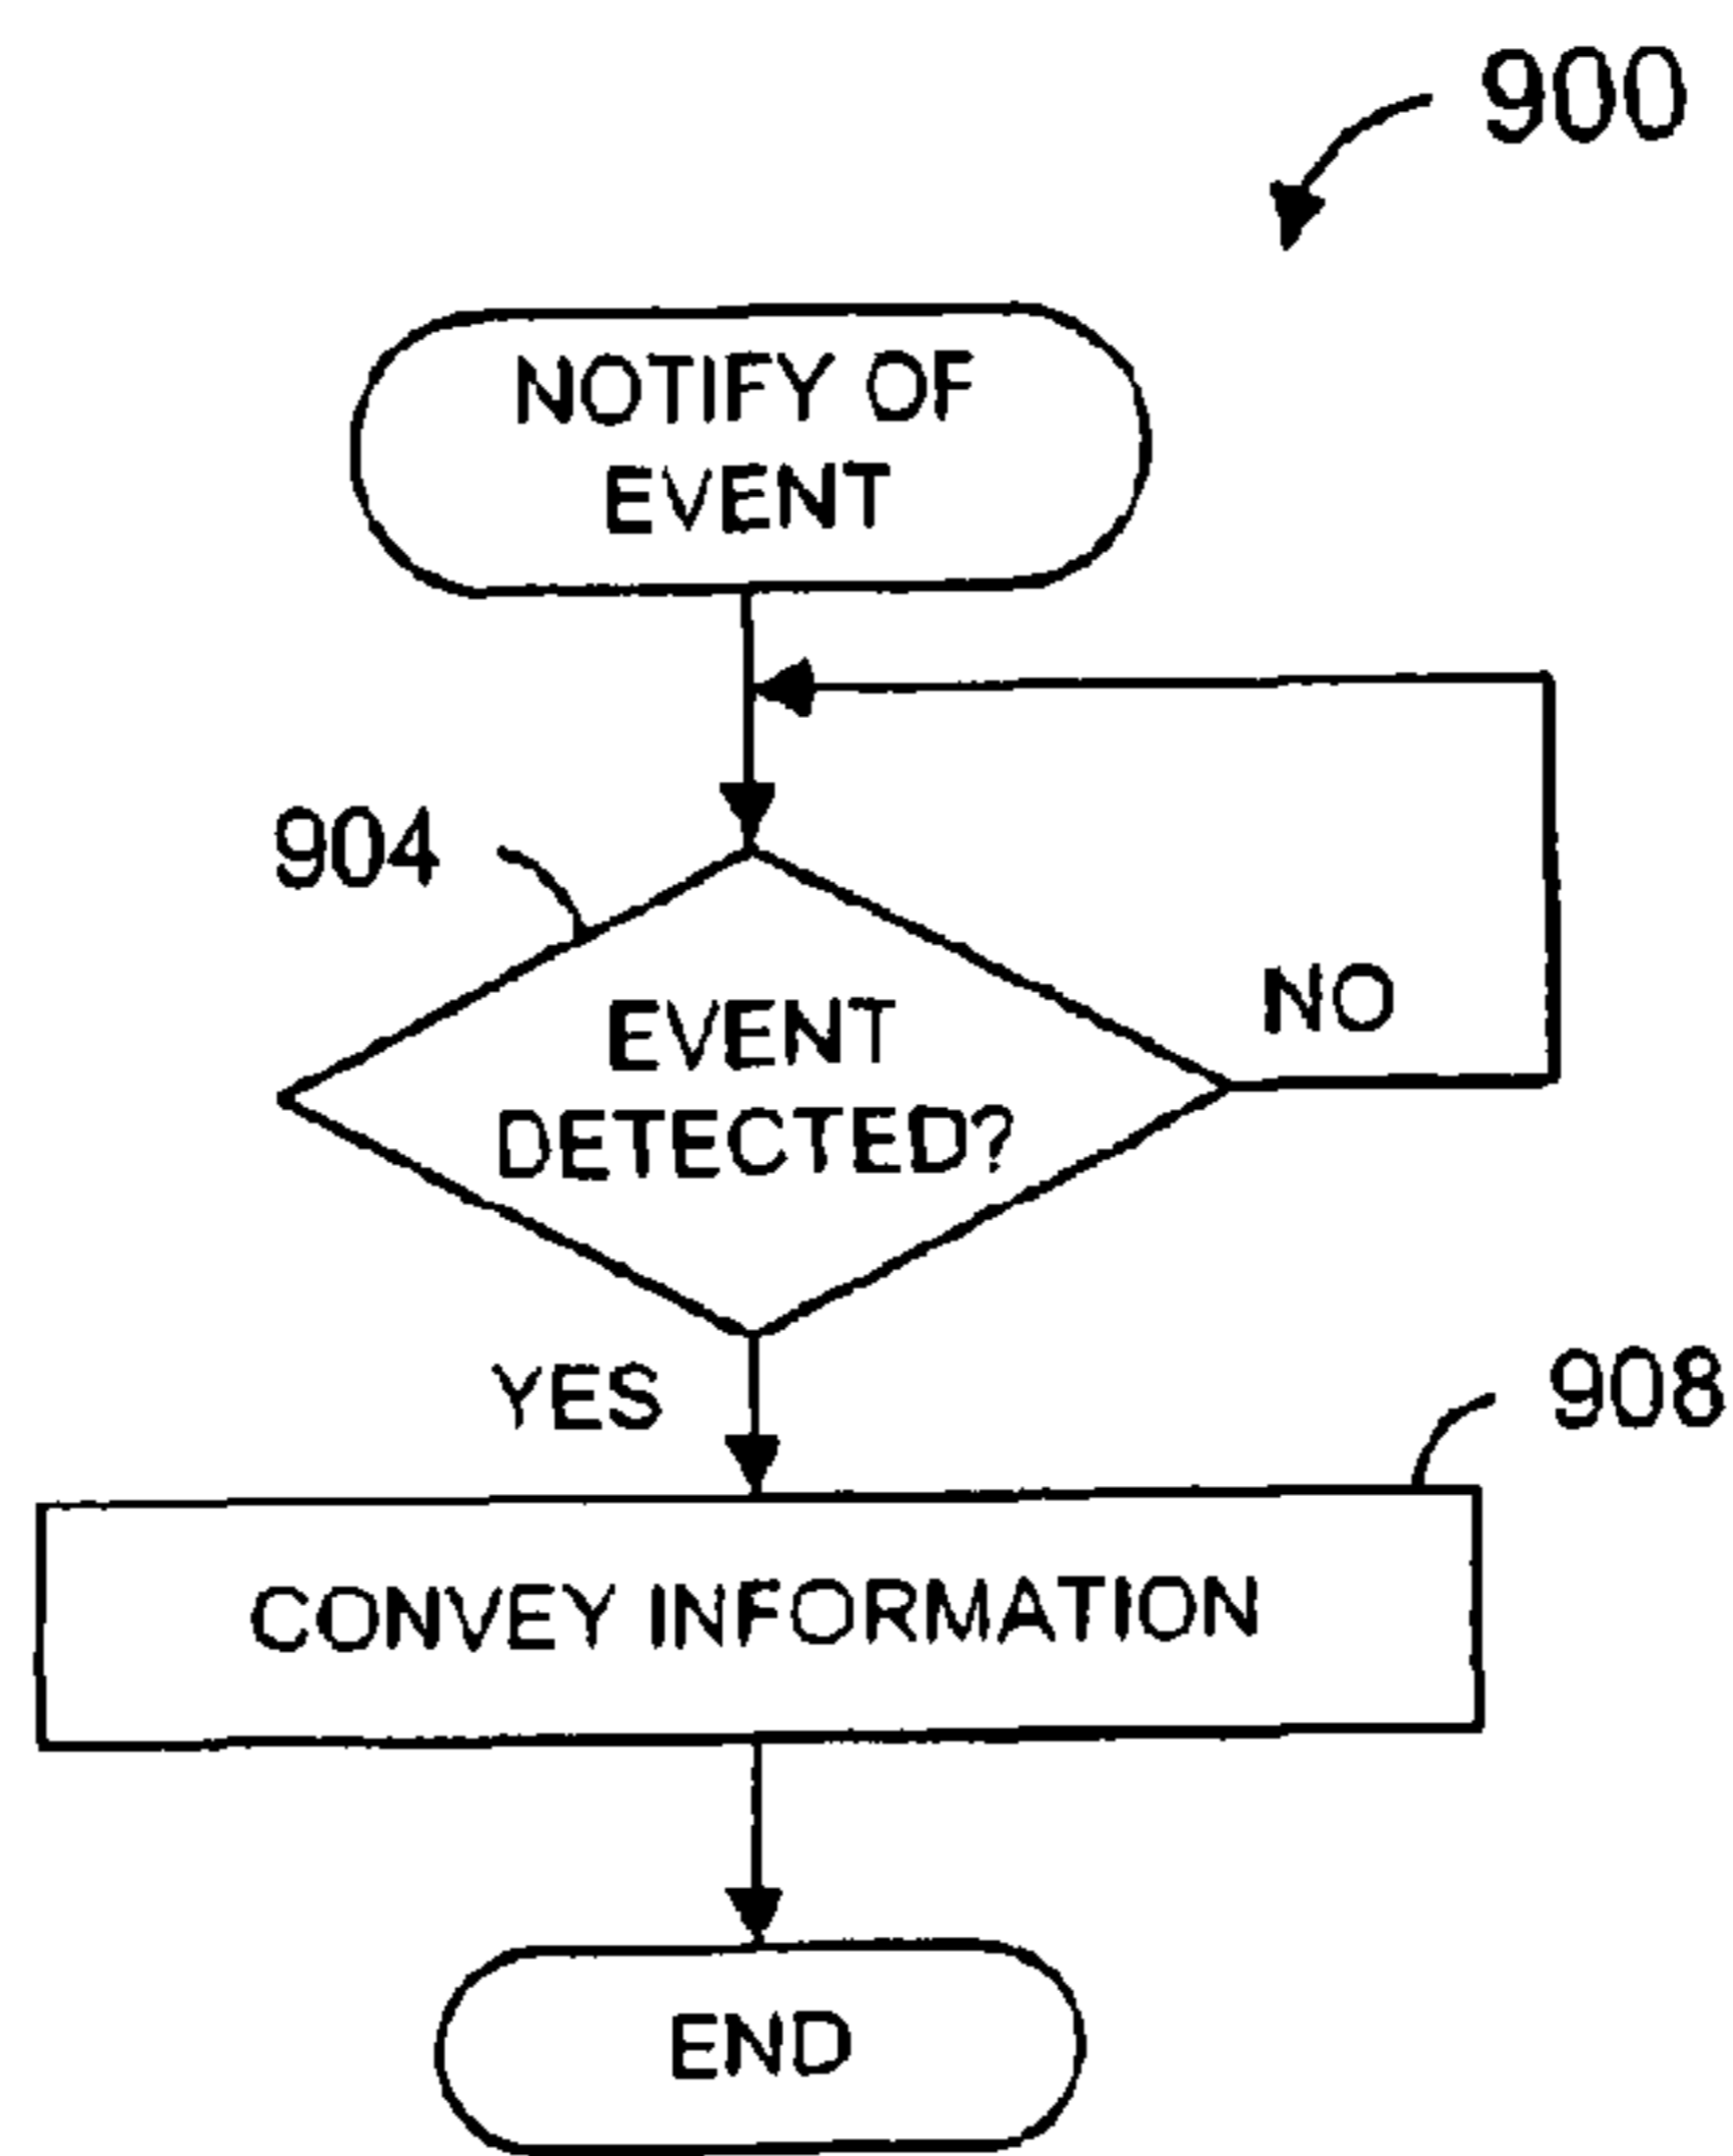 900
NOTIFY OF
EVENT
904
EVENT
DETECTED?
NO
YES
908
CONVEY INFORMATION
END